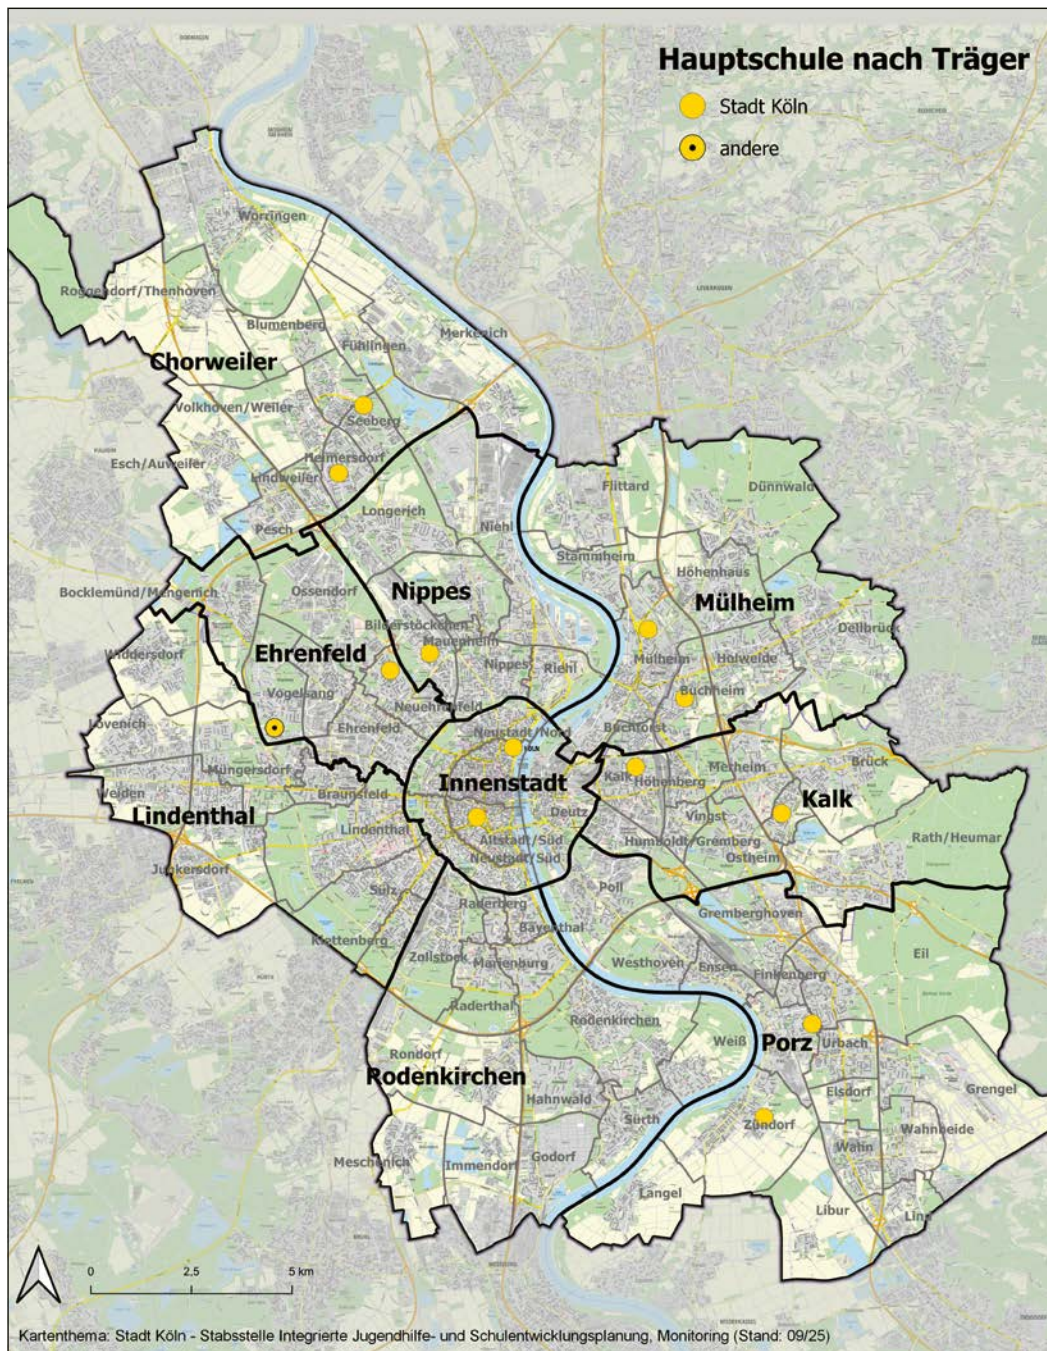 Hauptschule nach Träger
Stadt Köln
andere
Worringen
Roggendorf/Thenhoven
Blumenberg
Merkenich
Fühlingen
Chorweiler
Volkhoven/Weiler
Seeberg
Heimersdorf
Esch/Auweiler
Lindweiler
Pesch
Longerich
Niehl
Flittard
Dünnwald
Stammheim
Höhenhaus
Bocklemünd/Mengenich
Ossendorf
Nippes
Mülheim
Bilderstöckchen
Mauenheim
Dellbrück
Widdersdorf
Ehrenfeld
Nippes
Riehl
Mülheim
Holweide
Vogelsang
Neuehrenfeld
Buchheim
Lövenich
Ehrenfeld
Neustadt/Nord
Buchforst
KÖLN
Müngersdorf
Kalk
Höhenberg
Merheim
Brück
Weiden
Braunsfeld
Innenstadt
Kalk
Lindenthal
Lindenthal
Deutz
Vingst
Altstadt/Süd
Humboldt/Gremberg
Rath/Heumar
Neustadt/Süd
Ostheim
Junkersdorf
Sülz
Poll
Raderberg
Gremberghoven
Klettenberg
Bayenthal
Zollstock
Marienburg
Westhoven
Ensen
Eil
Finkenberg
Raderthal
Rodenkirchen
Weiß
Porz
Urbach
Rondorf
Rodenkirchen
Hahnwald
Elsdorf
Grengel
Sürth
Zündorf
Wahnheide
Wahn
Meschenich
Immendorf
Godorf
Langel
Libur
Lind
0
2,5
5 km
Kartenthema: Stadt Köln - Stabsstelle Integrierte Jugendhilfe- und Schulentwicklungsplanung, Monitoring (Stand: 09/25)